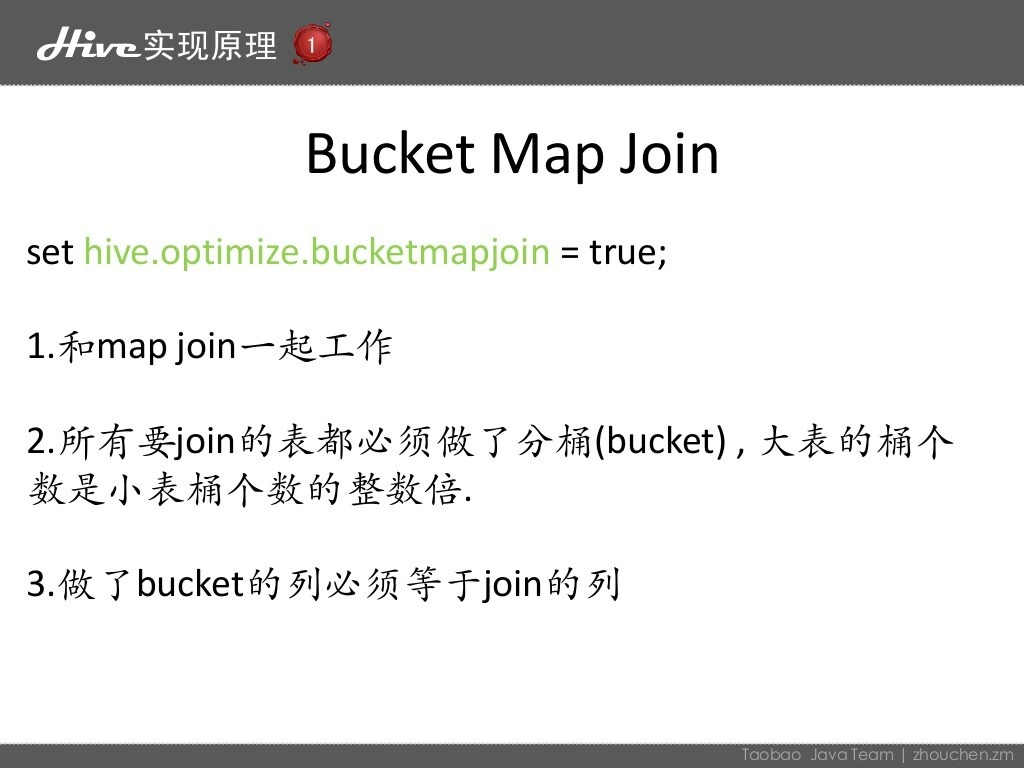 Hive实现原理 1
Bucket Map Join
set hive.optimize.bucketmapjoin = true;
1.和map join一起工作
2.所有要join的表都必须做了分桶(bucket) , 大表的桶个
数是小表桶个数的整数倍.
3.做了bucket的列必须等于join的列
Taobao Java Team | zhouchen.zm